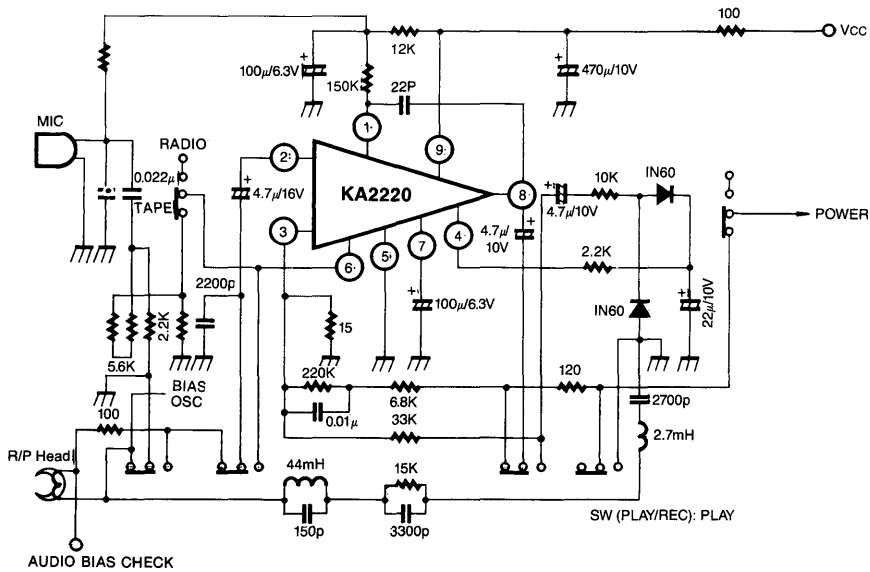 100
VCC
12K
100μ/6.3V
470μ/10V
150K
22P
MIC
1
RADIO
9
2
0.022μ
4.7μ/16V
KA2220
8
10K
IN60
TAPE
4.7μ/10V
POWER
3
4.7μ/
10V
7
4
6
5
2.2K
2200p
100μ/6.3V
22μ/10V
2.2K
15
IN60
5.6K
220K
120
BIAS
OSC
6.8K
2700p
100
0.01μ
33K
2.7mH
R/P Head
44mH
15K
150p
3300p
SW (PLAY/REC): PLAY
AUDIO BIAS CHECK